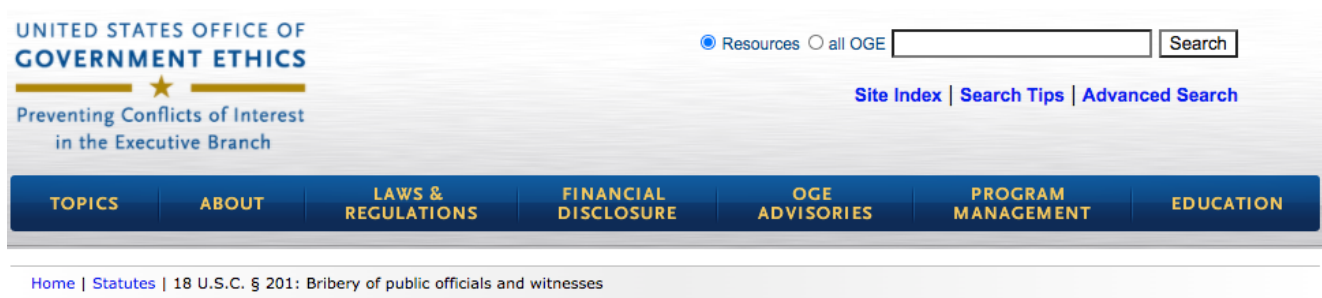 UNITED STATES OFFICE OF
GOVERNMENT ETHICS
Preventing Conflicts of Interest
in the Executive Branch
Resources all OGE Search
Site Index | Search Tips | Advanced Search
TOPICS ABOUT LAWS & REGULATIONS FINANCIAL DISCLOSURE OGE ADVISORIES PROGRAM MANAGEMENT EDUCATION
Home | Statutes | 18 U.S.C. § 201: Bribery of public officials and witnesses